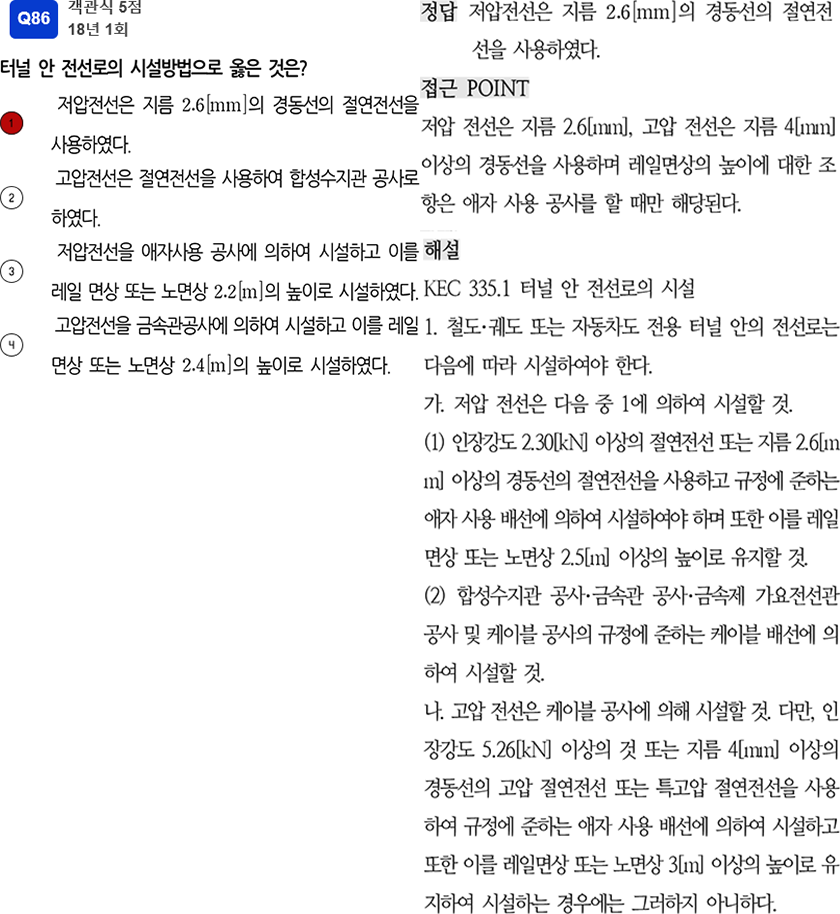 Q86
객관식 5점
18년 1회
터널 안 전선로의 시설방법으로 옳은 것은?
1
저압전선은 지름 2.6[mm]의 경동선의 절연전선을
사용하였다.
2
고압전선은 절연전선을 사용하여 합성수지관 공사로
하였다.
3
저압전선을 애자사용 공사에 의하여 시설하고 이를
레일 면상 또는 노면상 2.2[m]의 높이로 시설하였다.
4
고압전선을 금속관공사에 의하여 시설하고 이를 레일
면상 또는 노면상 2.4[m]의 높이로 시설하였다.
정답 저압전선은 지름 2.6[mm]의 경동선의 절연전
선을 사용하였다.
접근 POINT
저압 전선은 지름 2.6[mm], 고압 전선은 지름 4[mm]
이상의 경동선을 사용하며 레일면상의 높이에 대한 조
항은 애자 사용 공사를 할 때만 해당된다.
해설
KEC 335.1 터널 안 전선로의 시설
1. 철도·궤도 또는 자동차도 전용 터널 안의 전선로는
다음에 따라 시설하여야 한다.
가. 저압 전선은 다음 중 1에 의하여 시설할 것.
(1) 인장강도 2.30[kN] 이상의 절연전선 또는 지름 2.6[m
m] 이상의 경동선의 절연전선을 사용하고 규정에 준하는
애자 사용 배선에 의하여 시설하여야 하며 또한 이를 레일
면상 또는 노면상 2.5[m] 이상의 높이로 유지할 것.
(2) 합성수지관 공사·금속관 공사·금속제 가요전선관
공사 및 케이블 공사의 규정에 준하는 케이블 배선에 의
하여 시설할 것.
나. 고압 전선은 케이블 공사에 의해 시설할 것. 다만, 인
장강도 5.26[kN] 이상의 것 또는 지름 4[mm] 이상의
경동선의 고압 절연전선 또는 특고압 절연전선을 사용
하여 규정에 준하는 애자 사용 배선에 의하여 시설하고
또한 이를 레일면상 또는 노면상 3[m] 이상의 높이로 유
지하여 시설하는 경우에는 그러하지 아니하다.